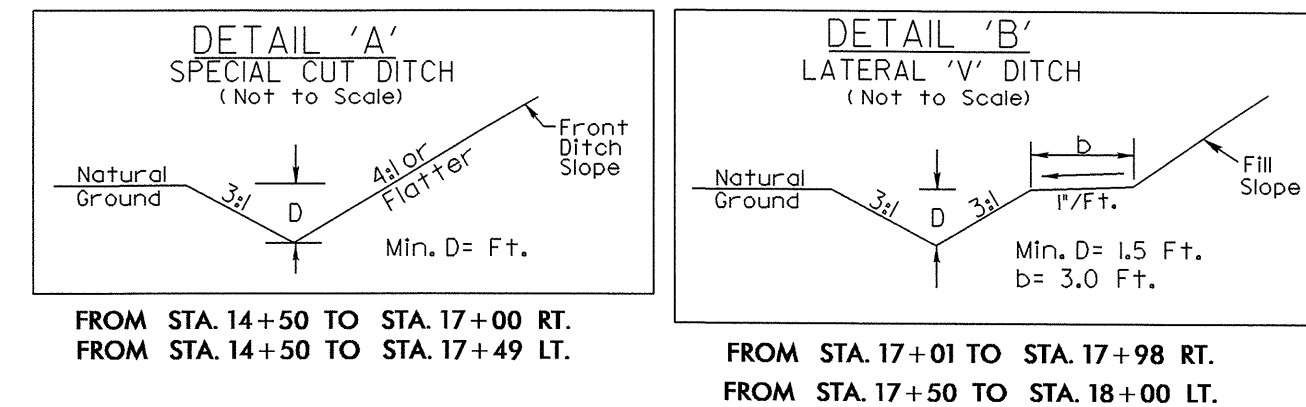 DETAIL 'A'
SPECIAL CUT DITCH
(Not to Scale)
Natural
Ground
3:1
D
4:1 or
Flatter
Front
Ditch
Slope
Min. D= Ft.
FROM STA. 14+50 TO STA. 17+00 RT.
FROM STA. 14+50 TO STA. 17+49 LT.
DETAIL 'B'
LATERAL 'V' DITCH
(Not to Scale)
Natural
Ground
3:1
D
3:1
b
1"/Ft.
Fill
Slope
Min. D= 1.5 Ft.
b= 3.0 Ft.
FROM STA. 17+01 TO STA. 17+98 RT.
FROM STA. 17+50 TO STA. 18+00 LT.